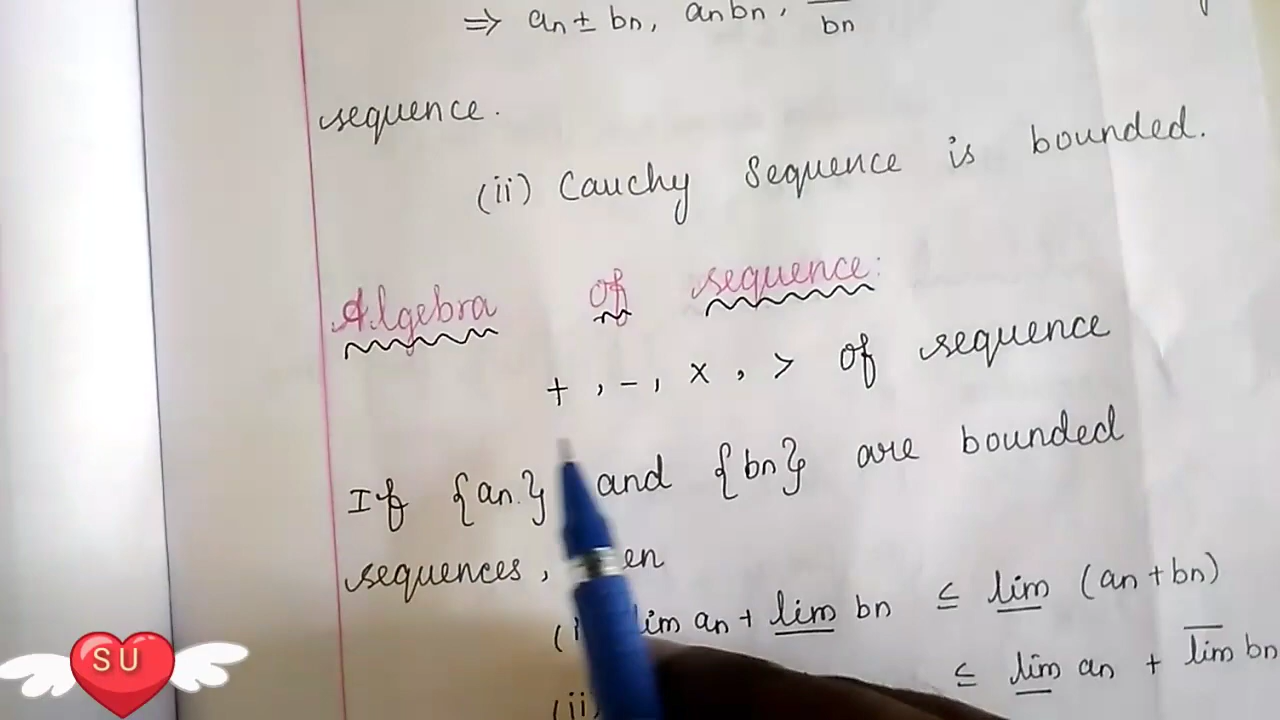 ⇒ an ± bn, anbn, bn
sequence.
(ii) Cauchy Sequence is bounded.
Algebra of sequence:
+, -, x, > of sequence
If {an} and {bn} are bounded
sequences, en
(i lim an + lim bn ≤ lim (an + bn)
≤ lim an + lim bn
(ii)
SU